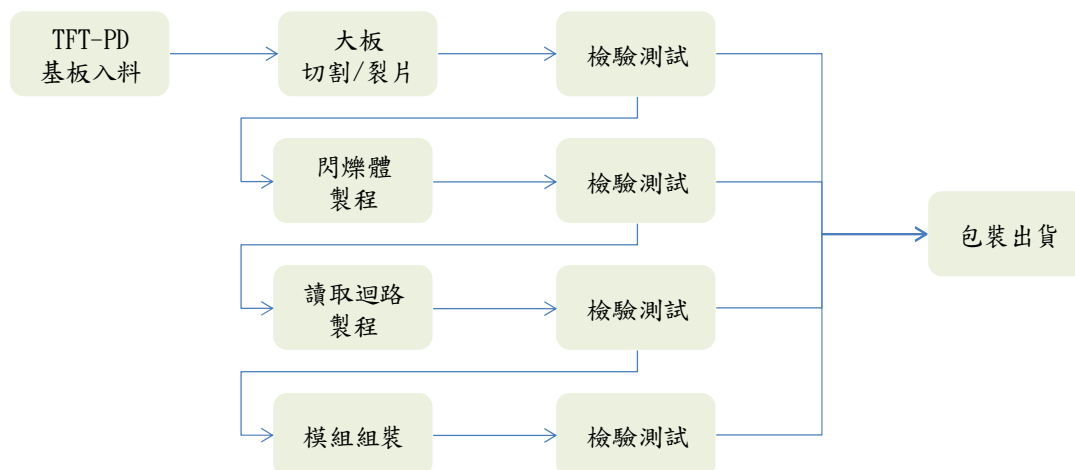 TFT-PD
基板入料
大板
切割/裂片
檢驗測試
閃爍體
製程
檢驗測試
包裝出貨
讀取迴路
製程
檢驗測試
模組組裝
檢驗測試